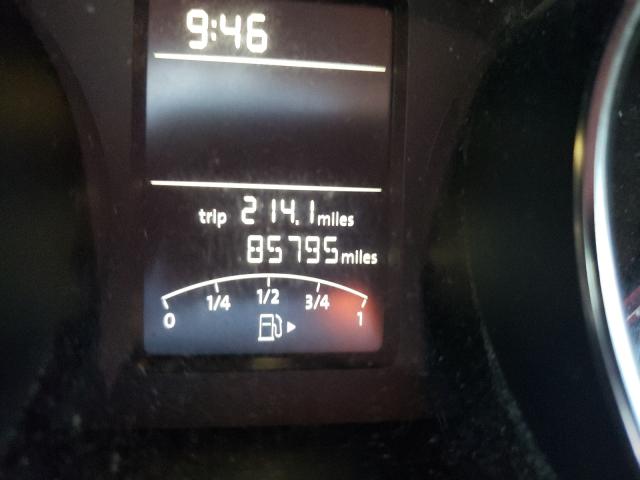 9:46
trip 214.1 miles
85795 miles
0 1/4 1/2 3/4 1